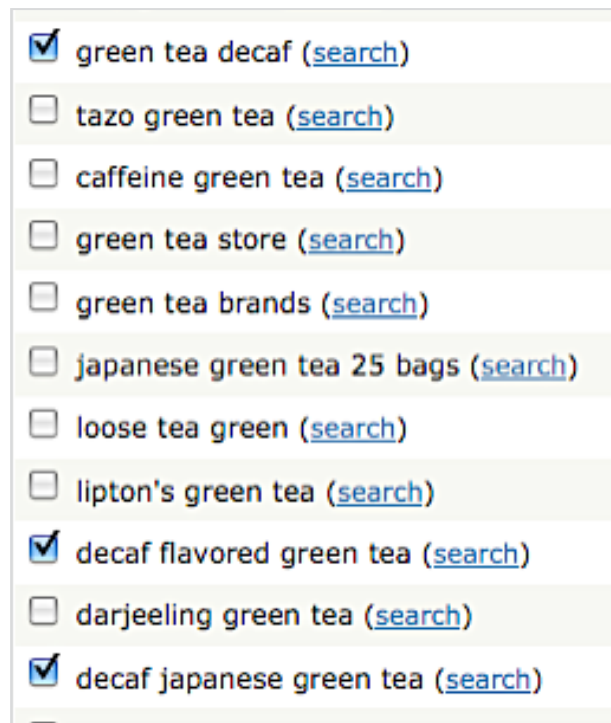 green tea decaf (search)
tazo green tea (search)
caffeine green tea (search)
green tea store (search)
green tea brands (search)
japanese green tea 25 bags (search)
loose tea green (search)
lipton's green tea (search)
decaf flavored green tea (search)
darjeeling green tea (search)
decaf japanese green tea (search)